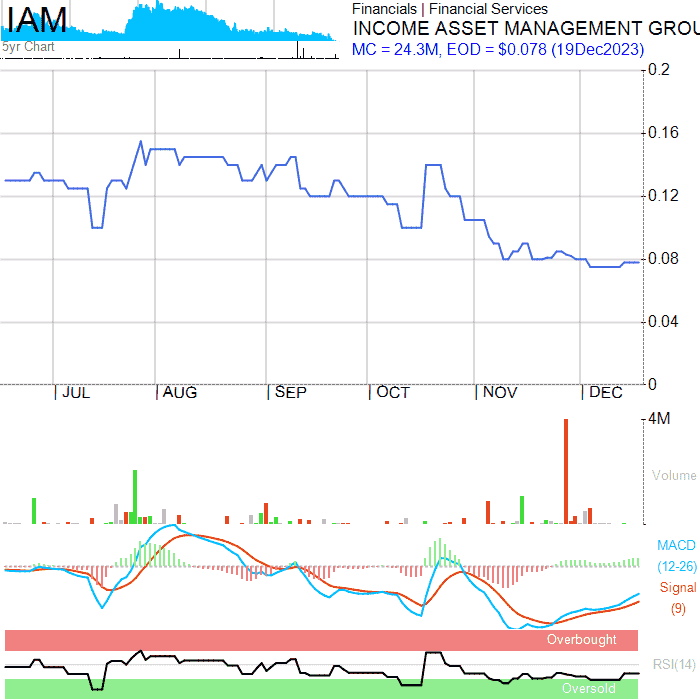 IAM
5yr Chart
Financials | Financial Services
INCOME ASSET MANAGEMENT GROU
MC = 24.3M, EOD = $0.078 (19Dec2023)
0.2
0.16
0.12
0.08
0.04
0
JUL AUG SEP OCT NOV DEC
4M
Volume
MACD
(12-26)
Signal
(9)
Overbought
RSI(14)
Oversold